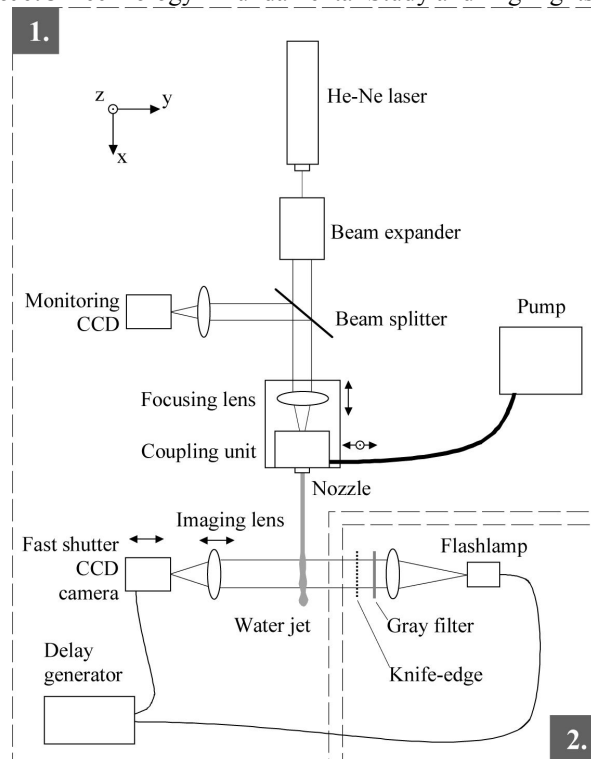 1.
z
y
x
He-Ne laser
Beam expander
Monitoring
CCD
Beam splitter
Pump
Focusing lens
Coupling unit
Nozzle
Imaging lens
Fast shutter
CCD
camera
Flashlamp
Water jet
Gray filter
Knife-edge
Delay
generator
2.